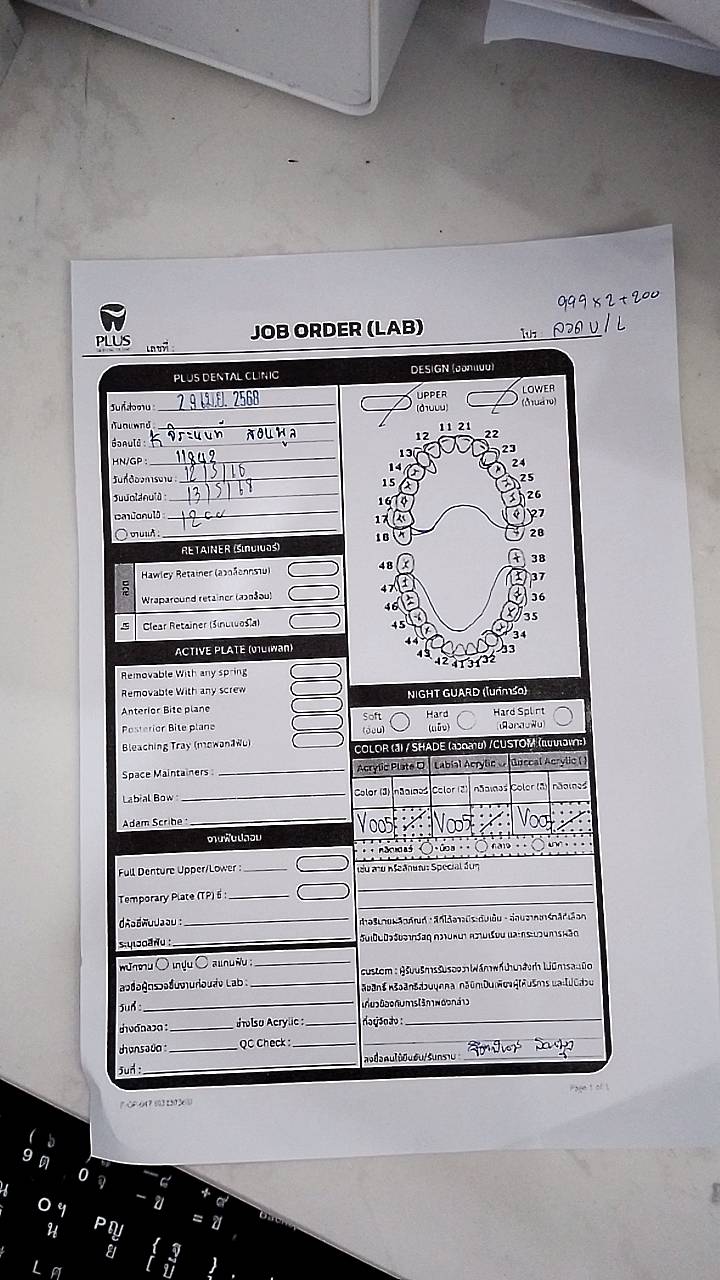 999 x 2 + 200
PLUS
JOB ORDER (LAB)
เลขที่ :
โปร : ลวด U/L
PLUS DENTAL CLINIC
วันที่ส่งงาน : 29 เม.ย. 2568
ทันตแพทย์ :
ชื่อคนไข้ : K จิระนนท์
HN/GP : 11842
วันที่ต้องการงาน : 12/5/68
วันนัดใส่คนไข้ : 13/5/68
เวลานัดคนไข้ : 12 00
งานแก้ :
RETAINER (รีเทนเนอร์)
ลวด
Hawley Retainer (ลวดล็อกกราม)
Wraparound retainer (ลวดอ้อม)
ใส
Clear Retainer (รีเทนเนอร์ใส)
ACTIVE PLATE (งานเพลท)
Removable With any spring
Removable With any screw
Anterior Bite plane
Posterior Bite plane
Bleaching Tray (ถาดฟอกสีฟัน)
Space Maintainers :
Labial Bow :
Adam Scribe :
งานฟันปลอม
Full Denture Upper/Lower :
Temporary Plate (TP) ซี่ :
ยี่ห้อซี่ฟันปลอม :
ระบุเฉดสีฟัน :
พนักงาน เทปูน สแกนฟัน :
ลงชื่อผู้ตรวจชิ้นงานก่อนส่ง Lab :
วันที่ :
ช่างดัดลวด : ช่างโรย Acrylic :
ช่างกรอขัด : QC Check :
วันที่ :
DESIGN (ออกแบบ)
UPPER (ด้านบน) LOWER (ด้านล่าง)
11 21
12 22
13 23
14 24
15 25
16 26
17 27
18 28
48 38
47 37
46 36
45 35
44 34
43 33
42 41 31 32
NIGHT GUARD (ไนท์การ์ด)
Soft (อ่อน) Hard (แข็ง) Hard Splint (เฝือกสบฟัน)
COLOR (สี) / SHADE (ลวดลาย) /CUSTOM (แบบเฉพาะ)
Acrylic Plate Labial Acrylic Buccal Acrylic ( )
Color (สี) กลิตเตอร์ Color (สี) กลิตเตอร์ Color (สี) กลิตเตอร์
V005 V005 V005
กลิตเตอร์ น้อย กลาง มาก
เช่น ลาย หรือลักษณะ Special อื่นๆ
คำอธิบายผลิตภัณฑ์ : สีที่ได้อาจมีระดับเข้ม - อ่อนจากชาร์ทสีที่เลือก
อันเป็นปัจจัยจากวัสดุ ความหนา ความเรียบ และกระบวนการผลิต
custom : ผู้รับบริการรับรองว่าไฟล์ภาพที่นำมาสั่งทำ ไม่มีการละเมิด
ลิขสิทธิ์ หรือสิทธิส่วนบุคคล คลินิกเป็นเพียงผู้ให้บริการ และไม่มีส่วน
เกี่ยวข้องกับการใช้ภาพดังกล่าว
ที่อยู่จัดส่ง :
ลงชื่อคนไข้ยืนยัน/รับทราบ :
Page 1 of 1